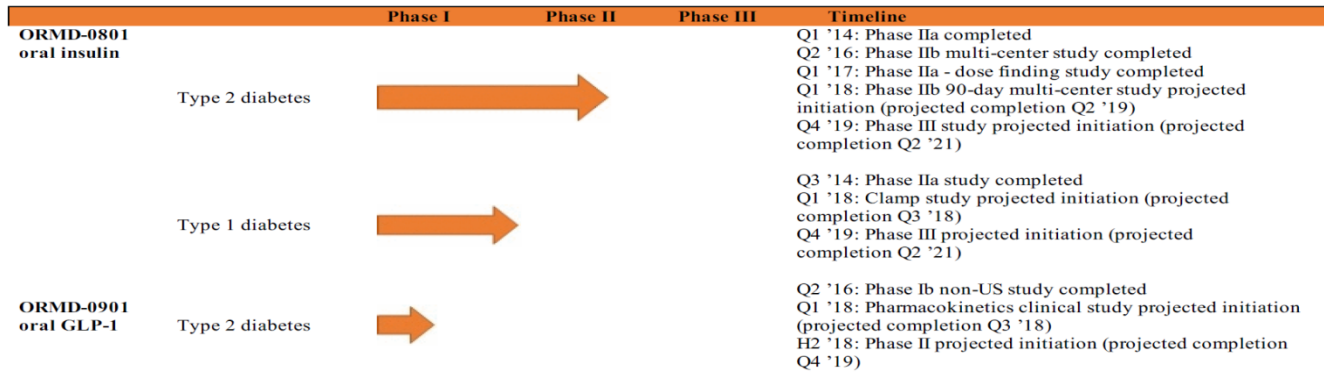 Phase I Phase II Phase III Timeline
ORMD-0801
oral insulin
Type 2 diabetes
Q1 ’14: Phase IIa completed
Q2 ’16: Phase IIb multi-center study completed
Q1 ’17: Phase IIa - dose finding study completed
Q1 ’18: Phase IIb 90-day multi-center study projected
initiation (projected completion Q2 ’19)
Q4 ’19: Phase III study projected initiation (projected
completion Q2 ’21)
Type 1 diabetes
Q3 ’14: Phase IIa study completed
Q1 ’18: Clamp study projected initiation (projected
completion Q3 ’18)
Q4 ’19: Phase III projected initiation (projected
completion Q2 ’21)
ORMD-0901
oral GLP-1
Type 2 diabetes
Q2 ’16: Phase Ib non-US study completed
Q1 ’18: Pharmacokinetics clinical study projected initiation
(projected completion Q3 ’18)
H2 ’18: Phase II projected initiation (projected completion
Q4 ’19)